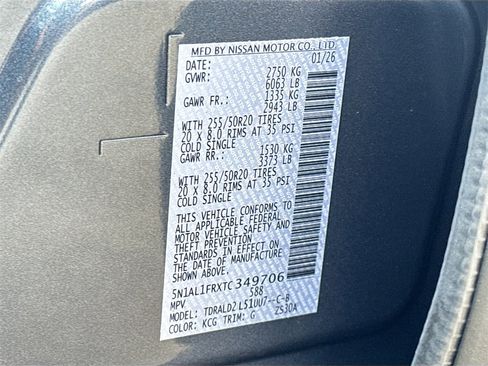 MFD BY NISSAN MOTOR CO., LTD.
DATE: 01/26
GVWR: 2750 KG
6063 LB
GAWR FR.: 1335 KG
2943 LB
WITH 255/50R20 TIRES
20 X 8.0 RIMS AT 35 PSI
COLD SINGLE
GAWR RR.: 1530 KG
3373 LB
WITH 255/50R20 TIRES
20 X 8.0 RIMS AT 35 PSI
COLD SINGLE
THIS VEHICLE CONFORMS TO
ALL APPLICABLE FEDERAL
MOTOR VEHICLE SAFETY AND
THEFT PREVENTION
STANDARDS IN EFFECT ON
THE DATE OF MANUFACTURE
5N1AL1FRXTC349706
MPV 588
MODEL: TDRALD2 L51UU7--C-B
COLOR: KCG TRIM: G ZS30A